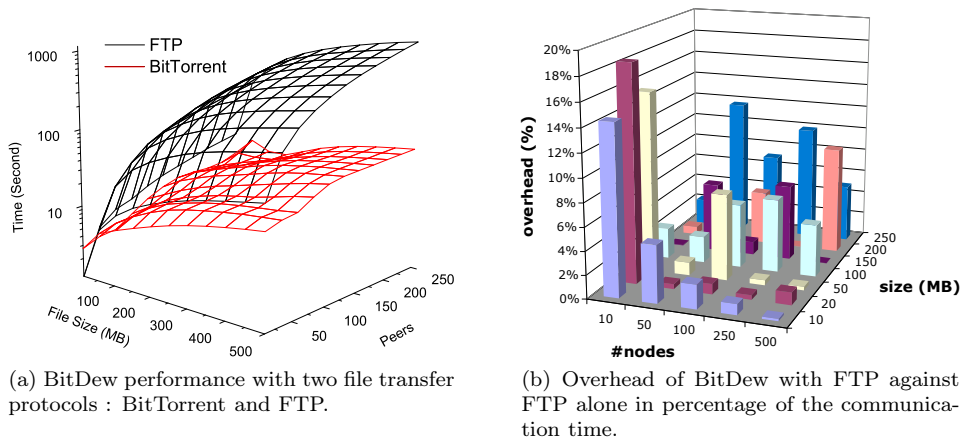 FTP
BitTorrent
1000
100
10
Time (Second)
100
200
300
400
500
File Size (MB)
50
100
150
200
250
Peers
(a) BitDew performance with two file transfer
protocols : BitTorrent and FTP.
20%
18%
16%
14%
12%
10%
8%
6%
4%
2%
0%
overhead (%)
10
50
100
250
500
#nodes
250
200
150
100
50
20
10
size (MB)
(b) Overhead of BitDew with FTP against
FTP alone in percentage of the communica-
tion time.